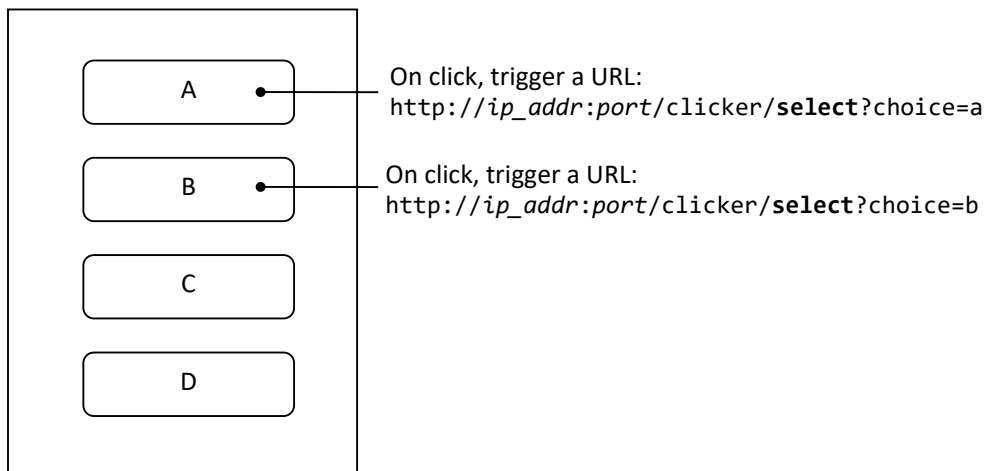 A
On click, trigger a URL:
http://ip_addr:port/clicker/select?choice=a
B
On click, trigger a URL:
http://ip_addr:port/clicker/select?choice=b
C
D